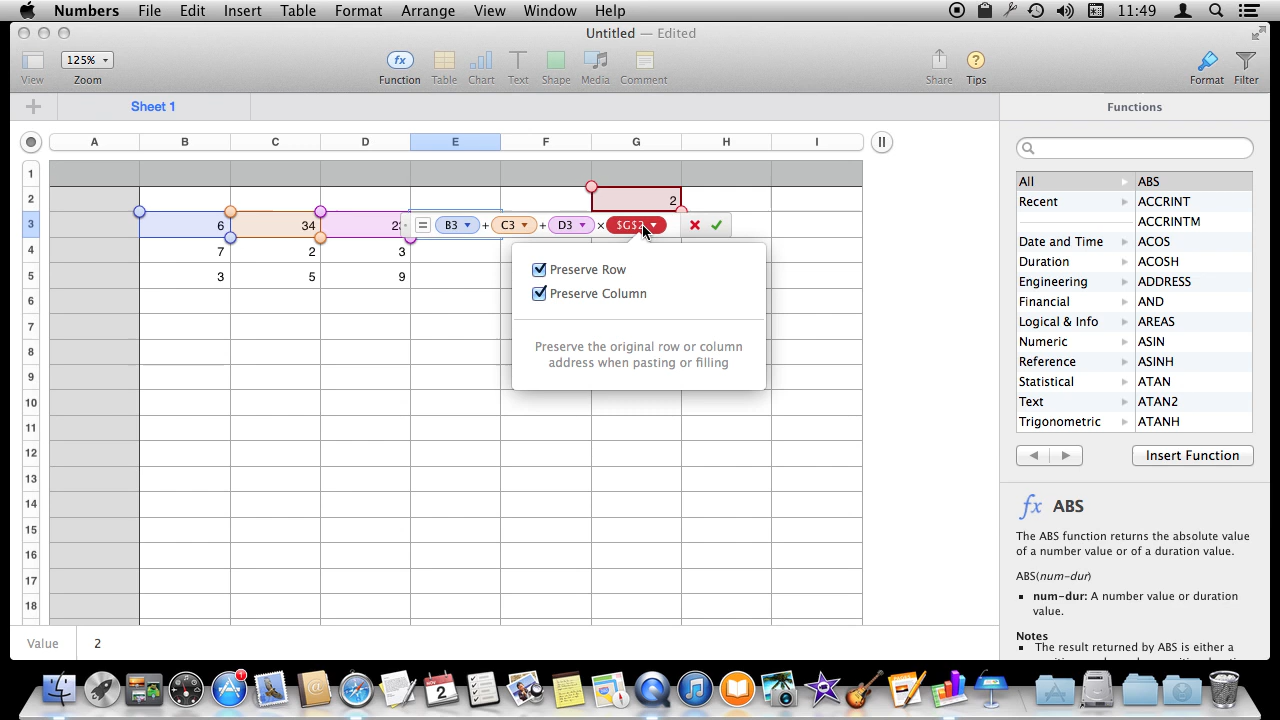 Numbers File Edit Insert Table Format Arrange View Window Help 11:49
Untitled — Edited
125%
View Zoom Function Table Chart Text Shape Media Comment Share Tips Format Filter
Sheet 1
Functions
A B C D E F G H I
1
2 2
3 6 34 = B3 + C3 + D3 × $G$2
4 7 2 3
5 3 5 9
6
7
8
9
10
11
12
13
14
15
16
17
18
Preserve Row
Preserve Column
Preserve the original row or column
address when pasting or filling
All
Recent
Date and Time
Duration
Engineering
Financial
Logical & Info
Numeric
Reference
Statistical
Text
Trigonometric
ABS
ACCRINT
ACCRINTM
ACOS
ACOSH
ADDRESS
AND
AREAS
ASIN
ASINH
ATAN
ATAN2
ATANH
Insert Function
fx ABS
The ABS function returns the absolute value
of a number value or of a duration value.
ABS(num-dur)
▪ num-dur: A number value or duration
value.
Notes
▪ The result returned by ABS is either a
Value 2